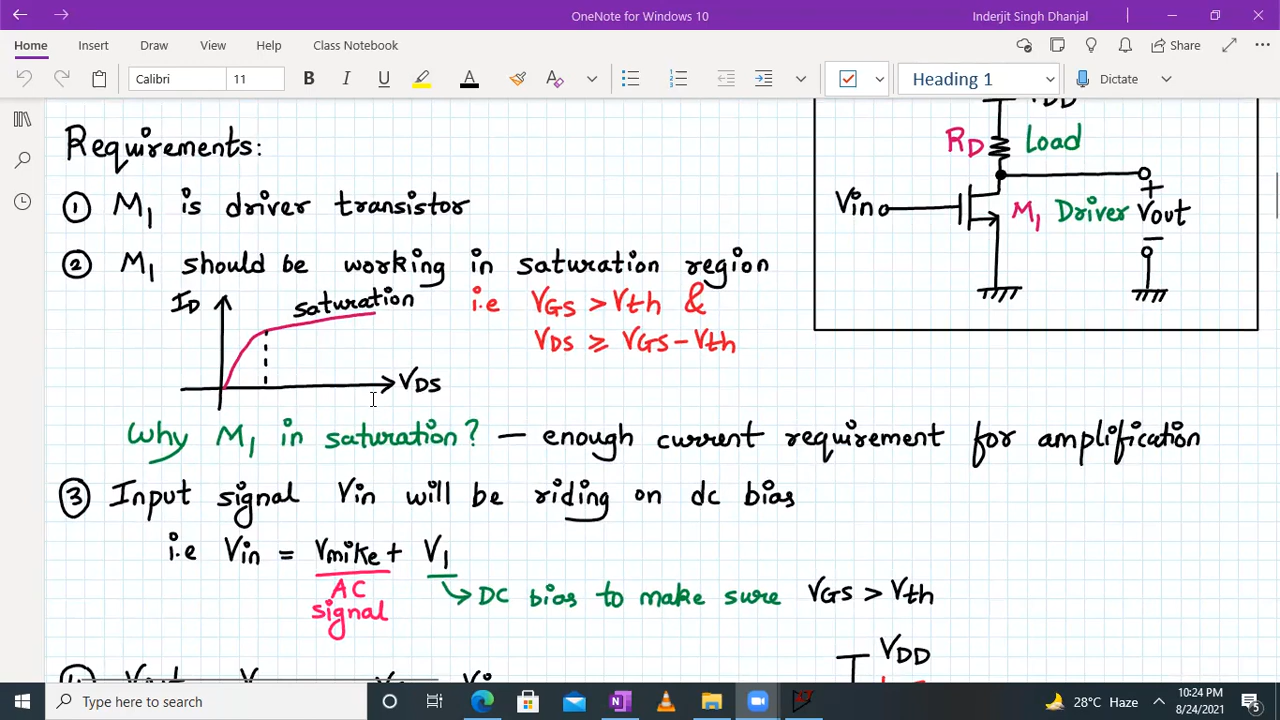 OneNote for Windows 10
Inderjit Singh Dhanjal
Home Insert Draw View Help Class Notebook Share
Calibri 11 B I U A Heading 1 Dictate
Requirements:
① M1 is driver transistor
② M1 should be working in saturation region
ID saturation i.e VGS > Vth &
VDS ≥ VGS - Vth
VDS
Why M1 in saturation? — enough current requirement for amplification
③ Input signal Vin will be riding on dc bias
i.e Vin = Vmike + V1
AC signal
DC bias to make sure VGS > Vth
VDD
RD Load
Vin M1 Driver Vout
+
−
VDD
Type here to search
28°C Haze
10:24 PM
8/24/2021
5